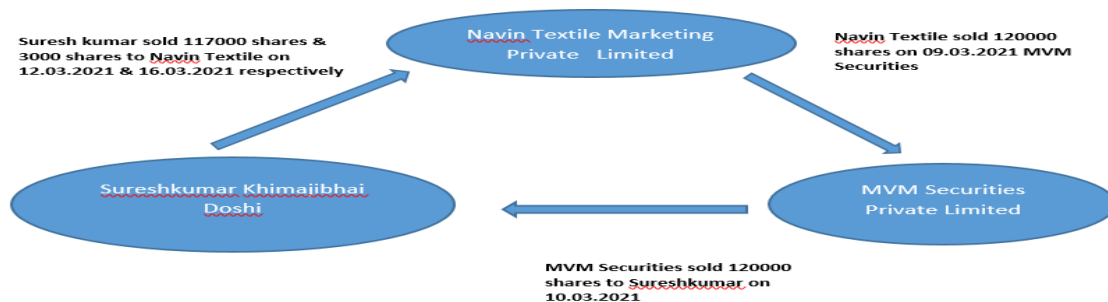 Suresh kumar sold 117000 shares &
3000 shares to Navin Textile on
12.03.2021 & 16.03.2021 respectively
Navin Textile Marketing
Private Limited
Navin Textile sold 120000
shares on 09.03.2021 MVM
Securities
Sureshkumar Khimajibhai
Doshi
MVM Securities
Private Limited
MVM Securities sold 120000
shares to Sureshkumar on
10.03.2021